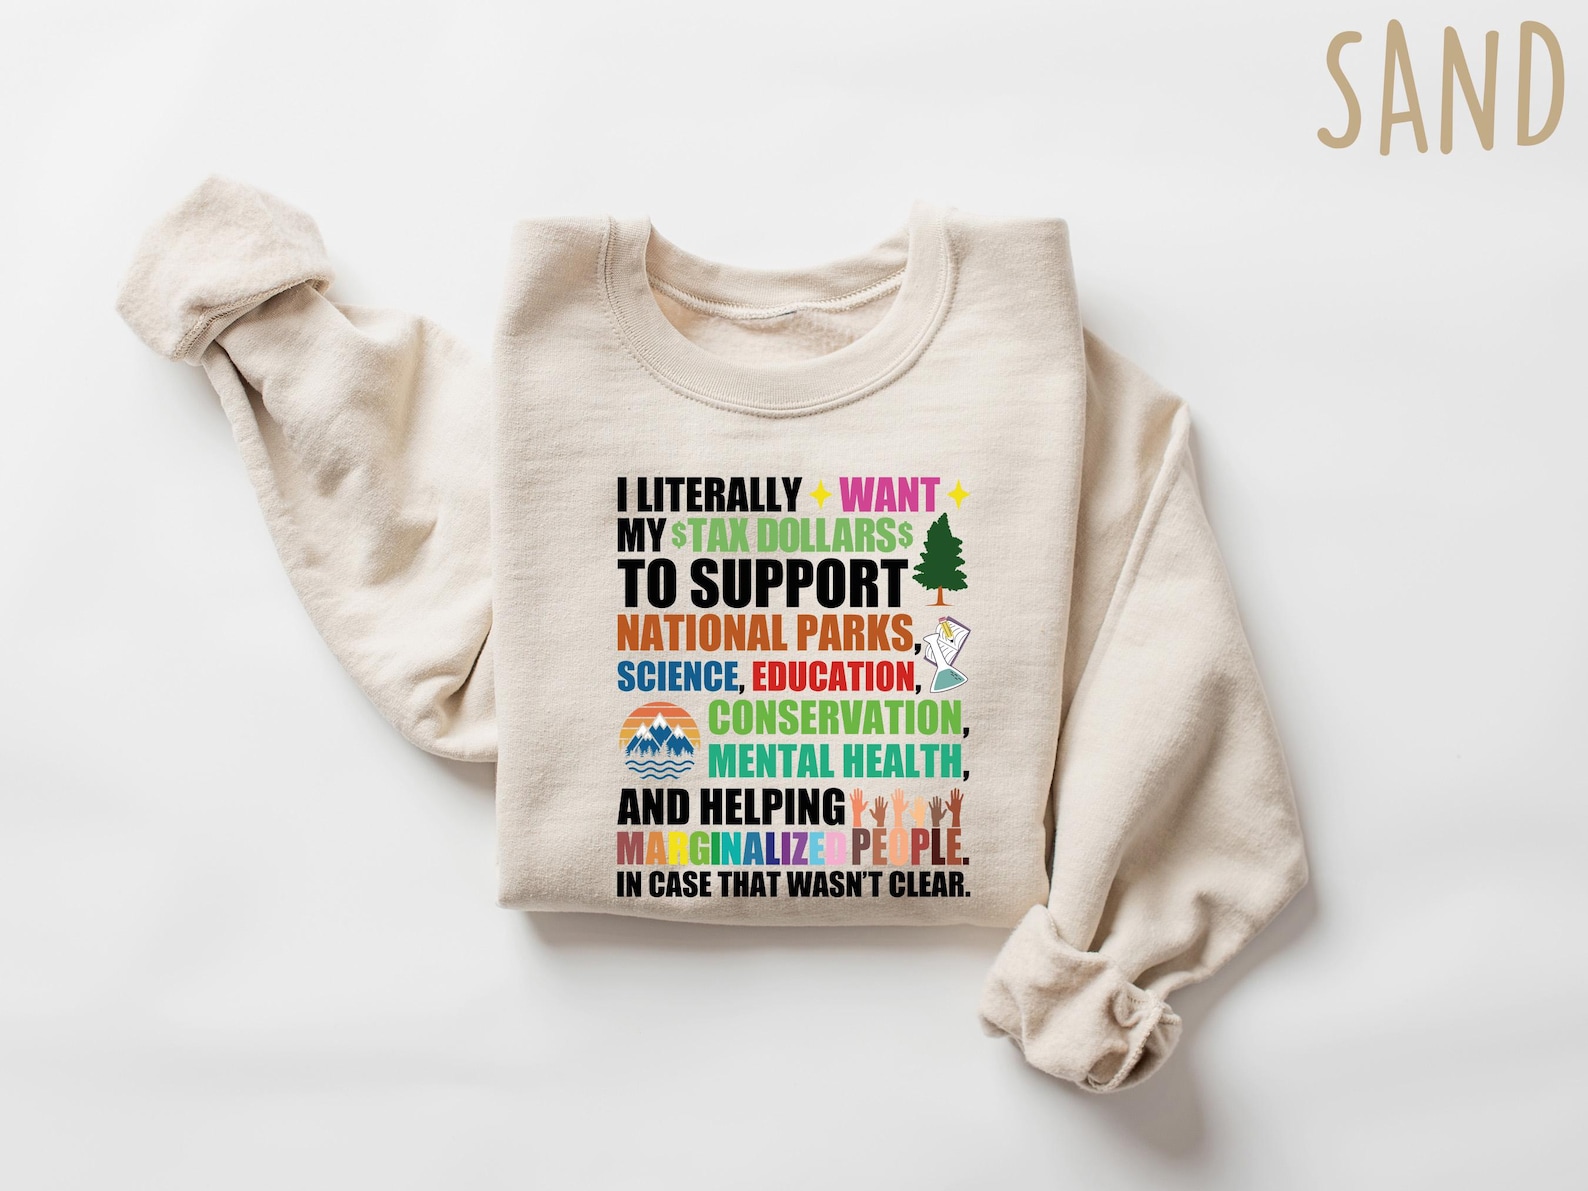 SAND
I LITERALLY WANT
MY $TAX DOLLARS$
TO SUPPORT
NATIONAL PARKS,
SCIENCE, EDUCATION,
CONSERVATION,
MENTAL HEALTH,
AND HELPING
MARGINALIZED PEOPLE.
IN CASE THAT WASN'T CLEAR.